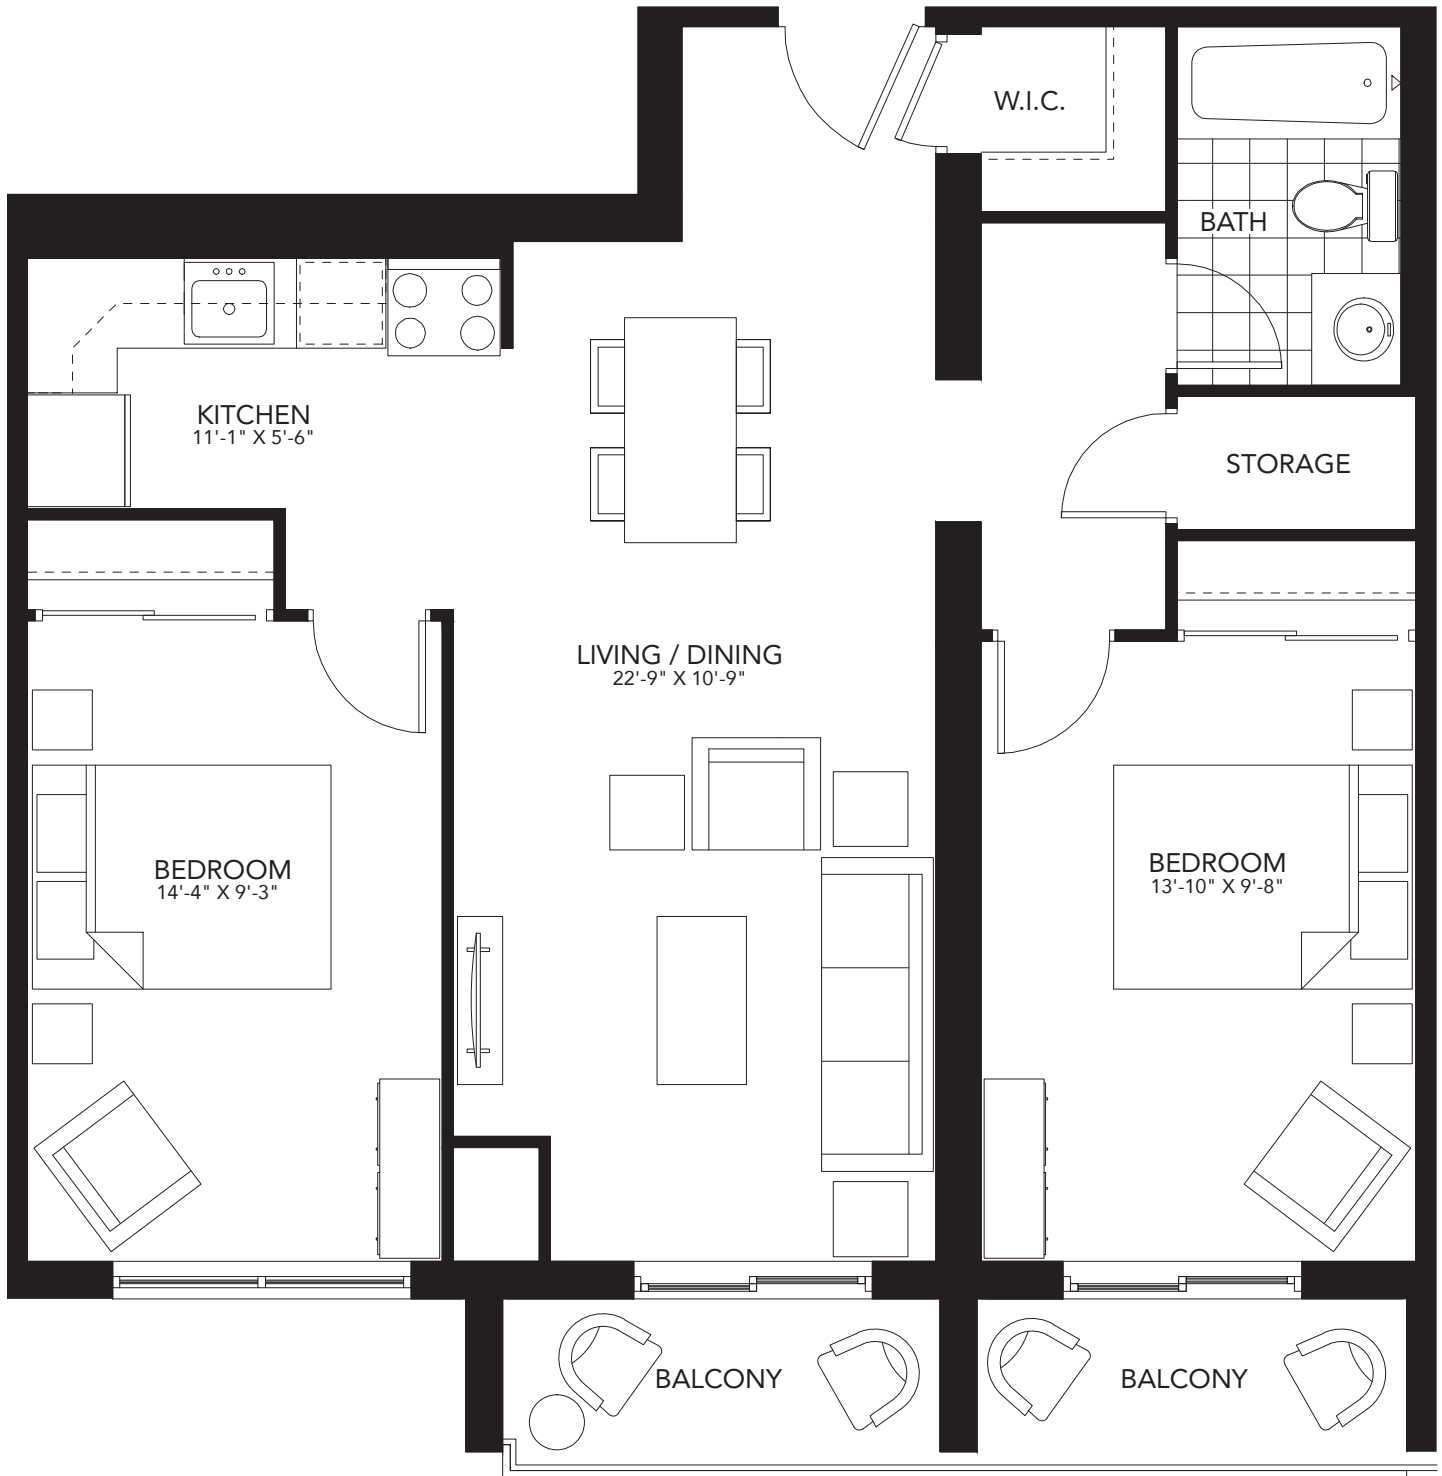 W.I.C.
BATH
KITCHEN
11'-1" X 5'-6"
STORAGE
LIVING / DINING
22'-9" X 10'-9"
BEDROOM
14'-4" X 9'-3"
BEDROOM
13'-10" X 9'-8"
BALCONY
BALCONY